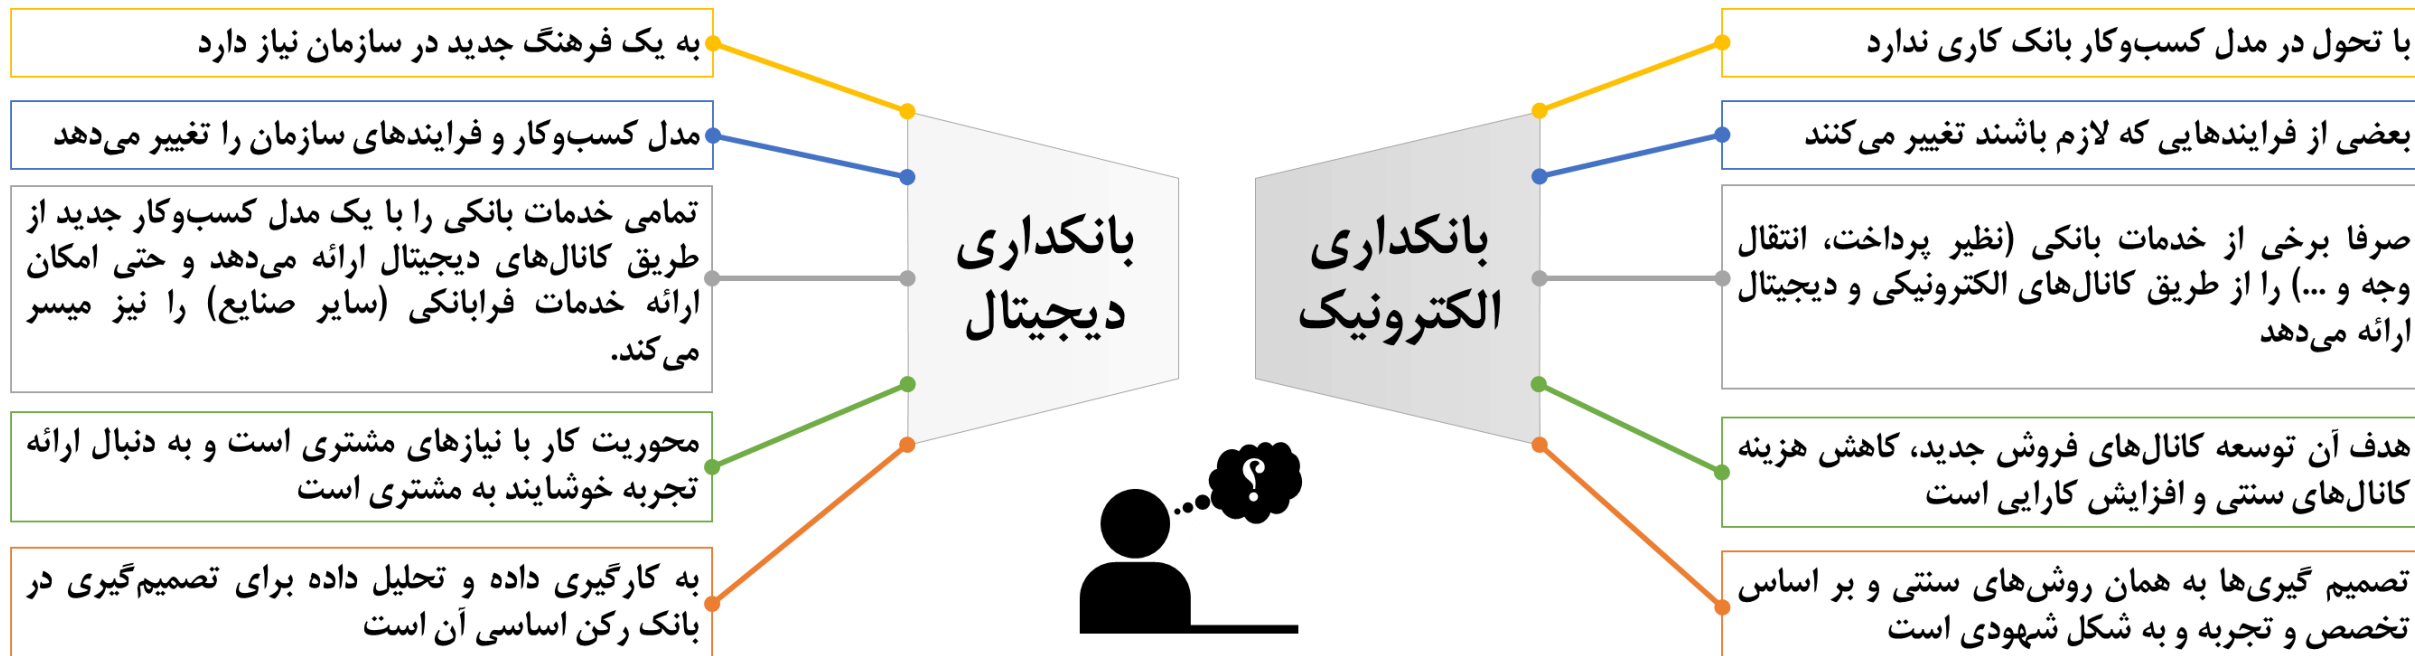 با تحول در مدل کسب‌وکار بانک کاری ندارد
بعضی از فرایندهایی که لازم باشند تغییر می‌کنند
صرفا برخی از خدمات بانکی (نظیر پرداخت، انتقال
وجه و ...) را از طریق کانال‌های الکترونیکی و دیجیتال
ارائه می‌دهد
هدف آن توسعه کانال‌های فروش جدید، کاهش هزینه
کانال‌های سنتی و افزایش کارایی است
تصمیم گیری‌ها به همان روش‌های سنتی و بر اساس
تخصص و تجربه و به شکل شهودی است
بانکداری
الکترونیک
؟
بانکداری
دیجیتال
به یک فرهنگ جدید در سازمان نیاز دارد
مدل کسب‌وکار و فرایندهای سازمان را تغییر می‌دهد
تمامی خدمات بانکی را با یک مدل کسب‌وکار جدید از
طریق کانال‌های دیجیتال ارائه می‌دهد و حتی امکان
ارائه خدمات فرابانکی (سایر صنایع) را نیز میسر
می‌کند.
محوریت کار با نیازهای مشتری است و به دنبال ارائه
تجربه خوشایند به مشتری است
به کارگیری داده و تحلیل داده برای تصمیم‌گیری در
بانک رکن اساسی آن است